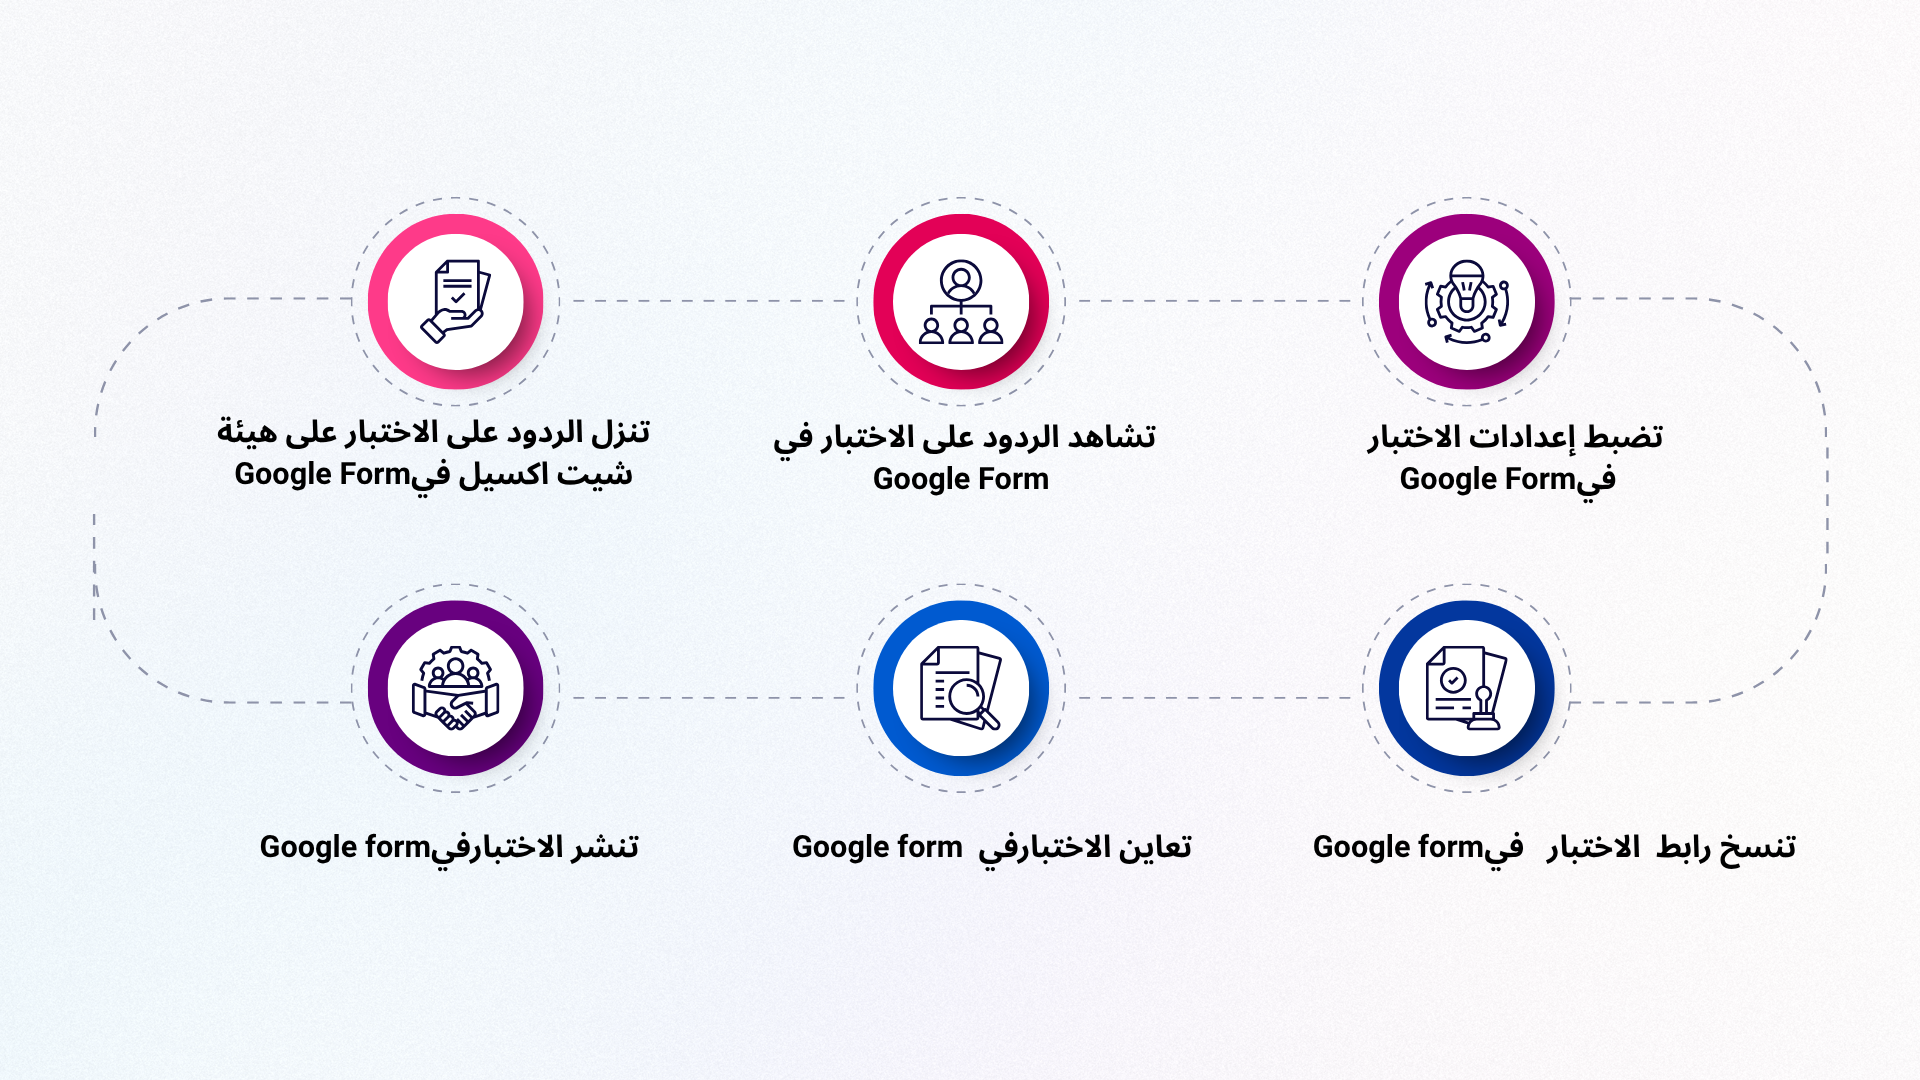 تضبط إعدادات الاختبار
فيGoogle Form
تشاهد الردود على الاختبار في
Google Form
تنزل الردود على الاختبار على هيئة
شيت اكسيل فيGoogle Form
تنسخ رابط الاختبار فيGoogle form
تعاين الاختبارفي Google form
تنشر الاختبارفيGoogle form